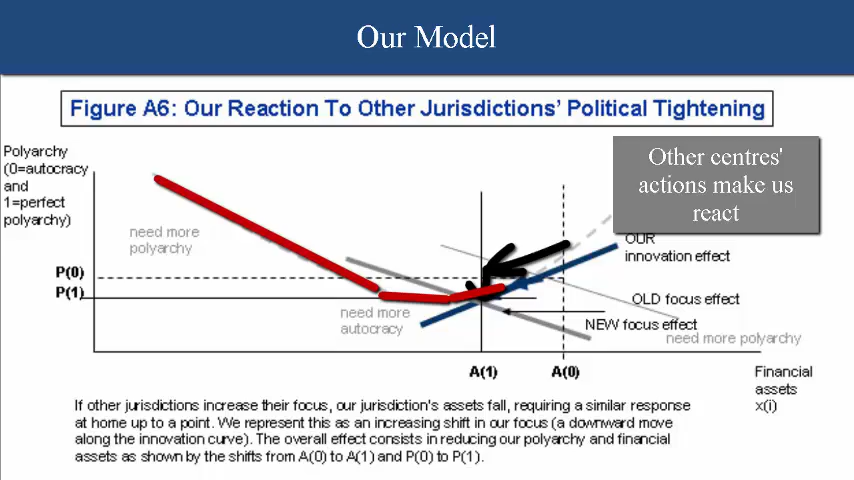 Our Model
Figure A6: Our Reaction To Other Jurisdictions' Political Tightening
Polyarchy
(0=autocracy
and
1=perfect
polyarchy)
Other centres'
actions make us
react
need more
polyarchy
OUR
innovation effect
P(0)
P(1)
OLD focus effect
need more
autocracy
NEW focus effect
need more polyarchy
A(1)
A(0)
Financial
assets
x(i)
If other jurisdictions increase their focus, our jurisdiction's assets fall, requiring a similar response
at home up to a point. We represent this as an increasing shift in our focus (a downward move
along the innovation curve). The overall effect consists in reducing our polyarchy and financial
assets as shown by the shifts from A(0) to A(1) and P(0) to P(1).